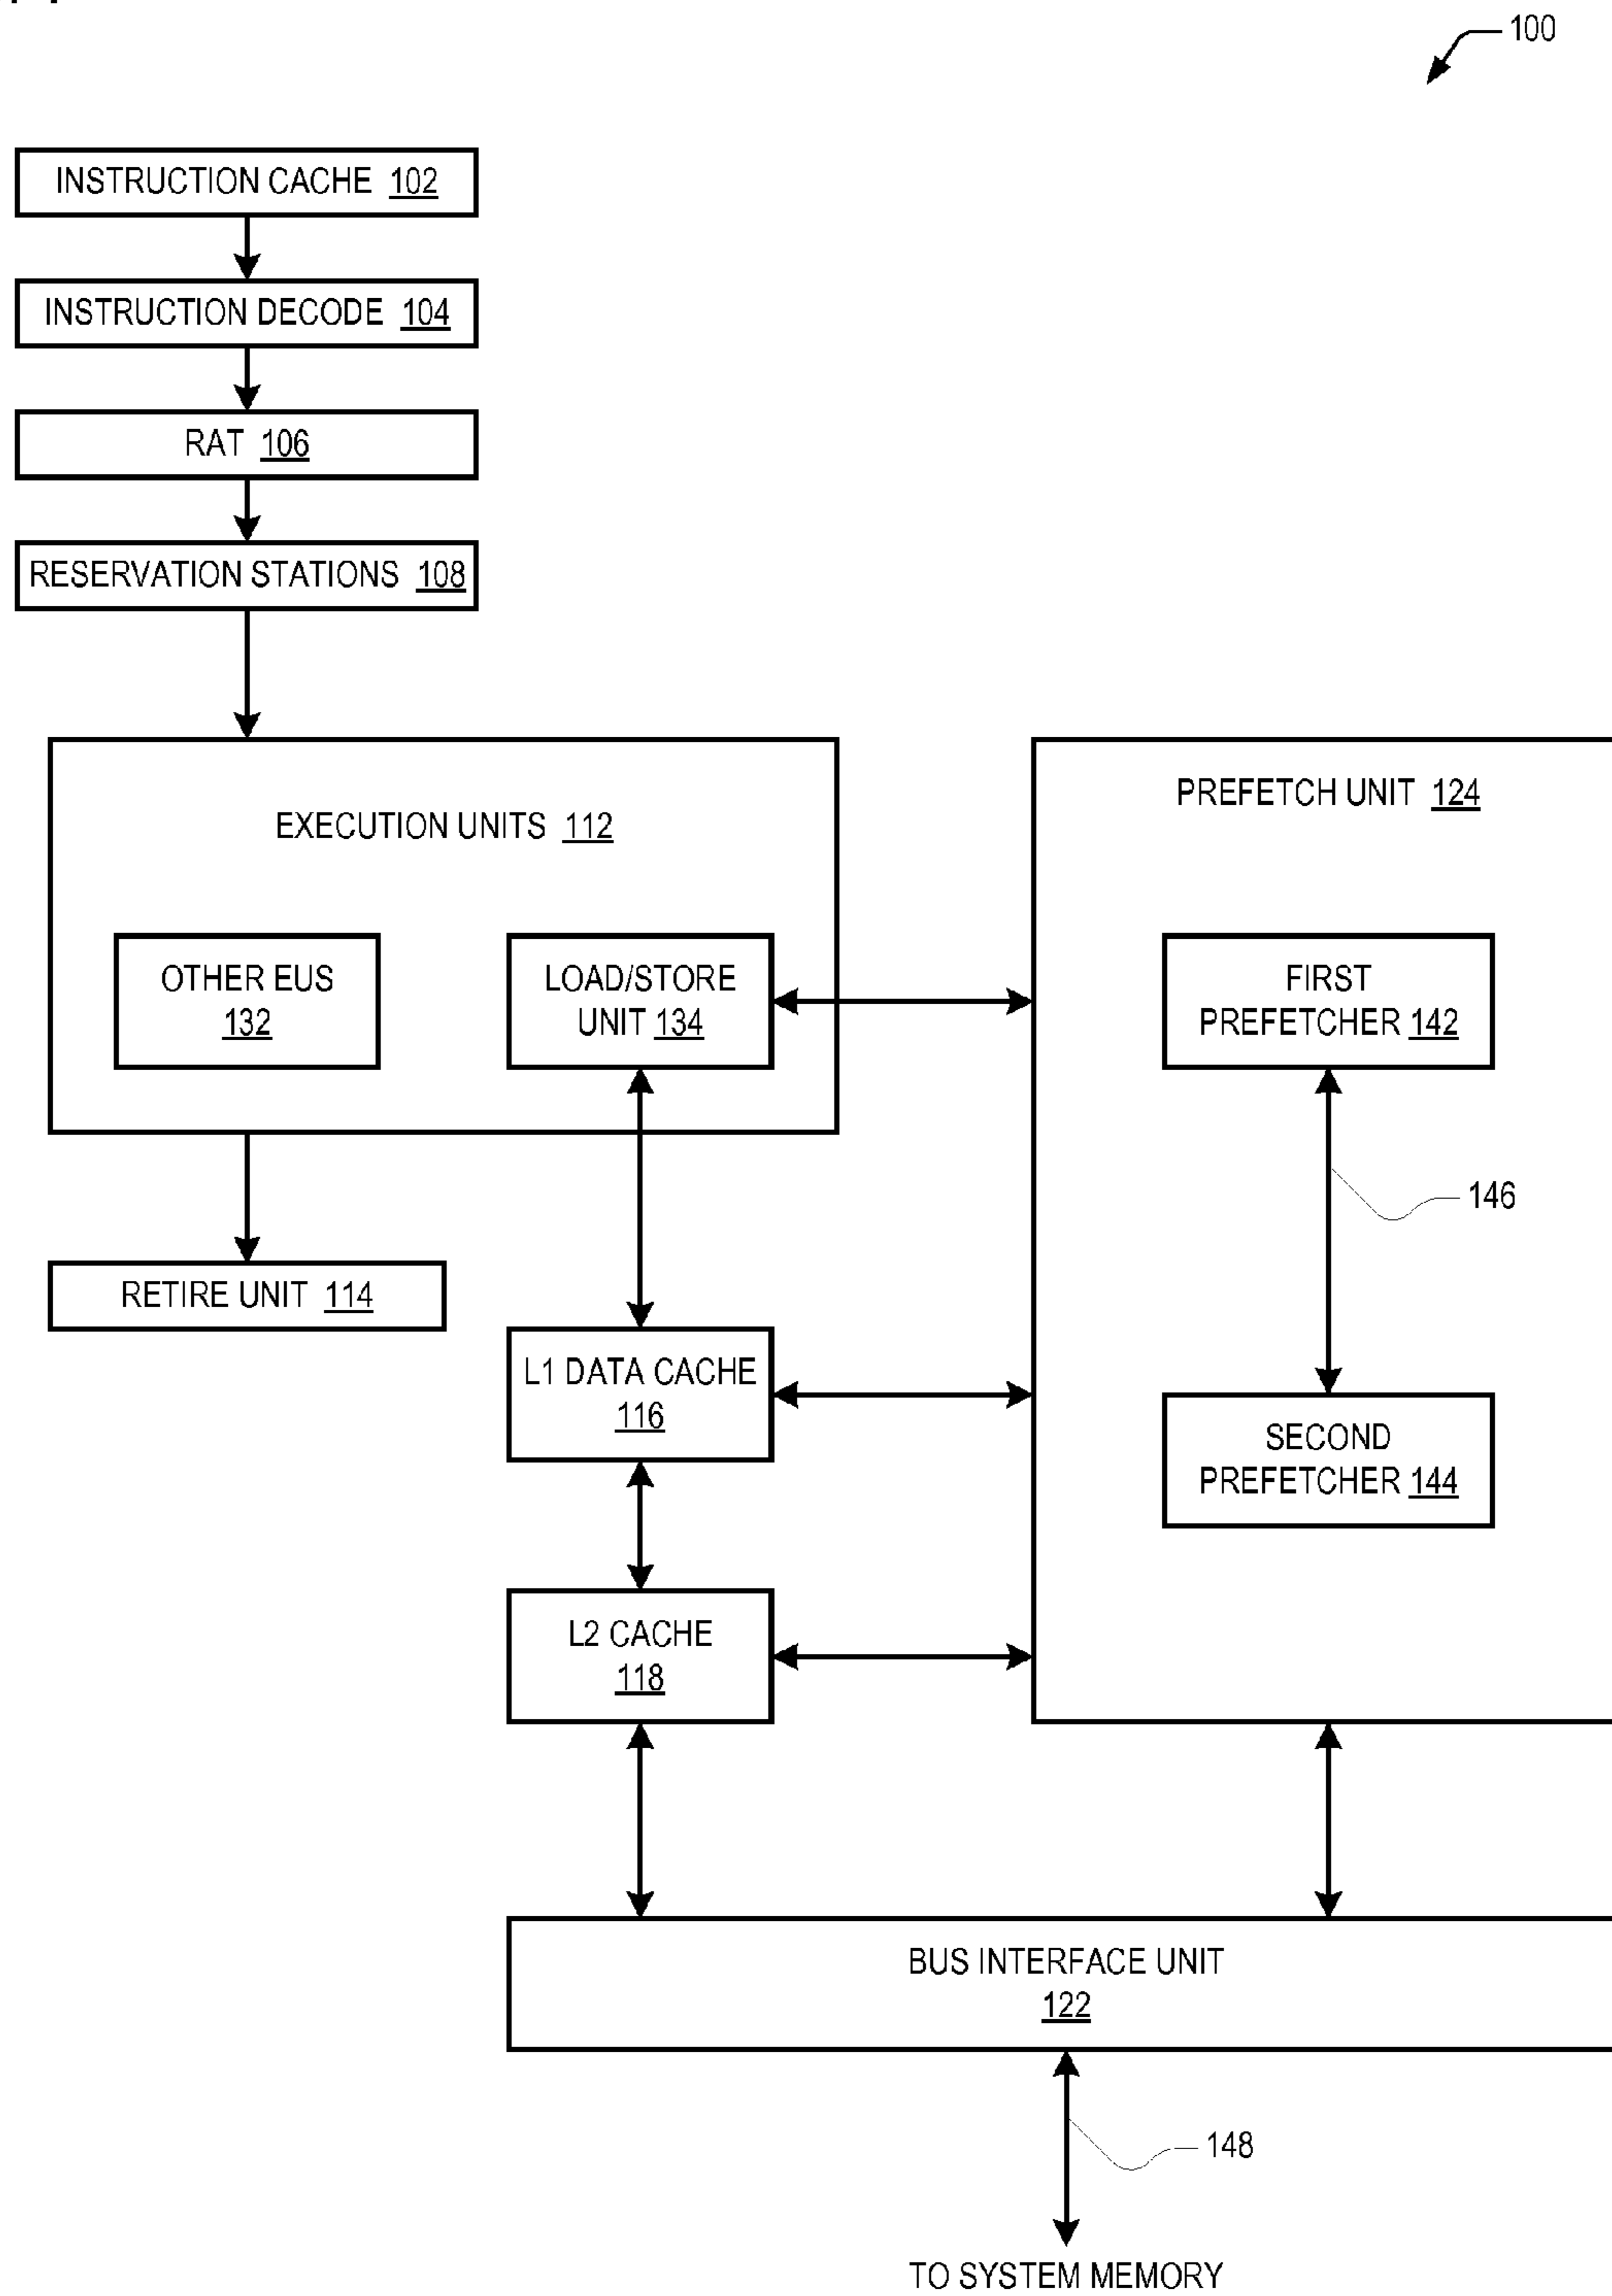 100
INSTRUCTION CACHE 102
INSTRUCTION DECODE 104
RAT 106
RESERVATION STATIONS 108
EXECUTION UNITS 112
OTHER EUS
132
LOAD/STORE
UNIT 134
PREFETCH UNIT 124
FIRST
PREFETCHER 142
146
SECOND
PREFETCHER 144
RETIRE UNIT 114
L1 DATA CACHE
116
L2 CACHE
118
BUS INTERFACE UNIT
122
148
TO SYSTEM MEMORY